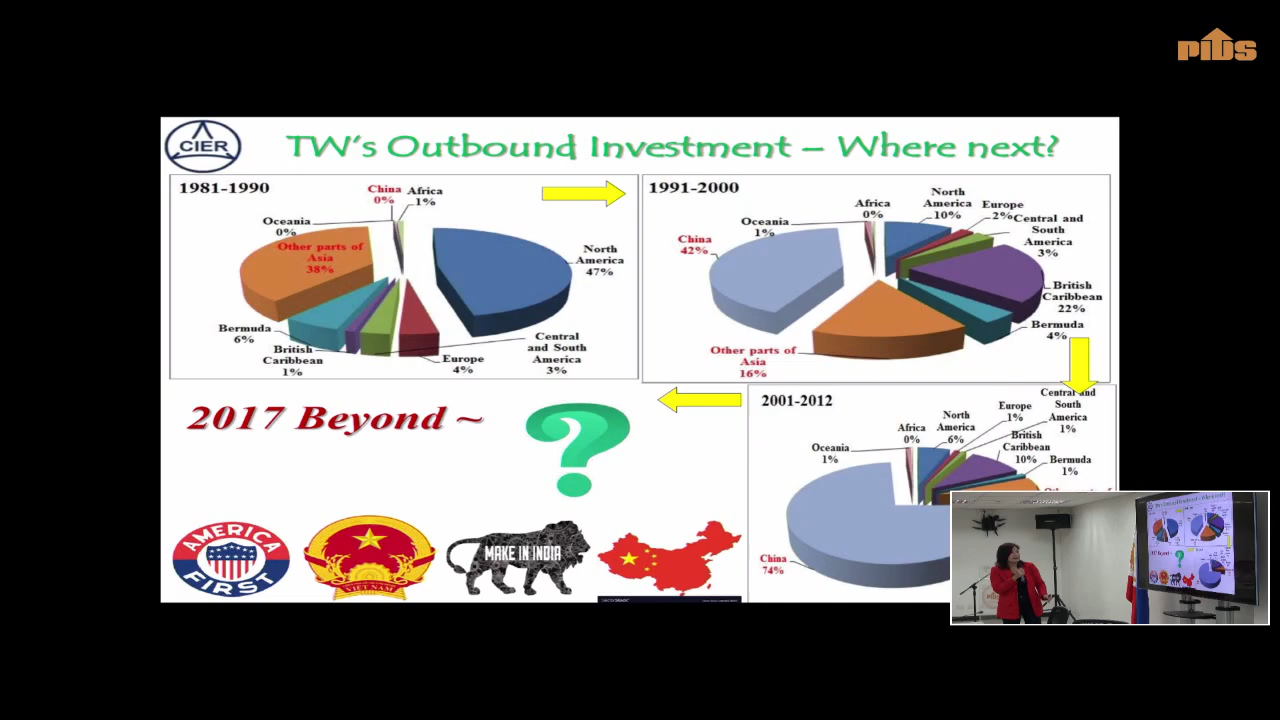 PIDS
CIER
TW's Outbound Investment – Where next?
1981-1990
China
0%
Africa
1%
Oceania
0%
Other parts of
Asia
38%
North
America
47%
Bermuda
6%
British
Caribbean
1%
Europe
4%
Central
and South
America
3%
1991-2000
Africa
0%
North
America
10%
Europe
2%
Central and
South
America
3%
Oceania
1%
China
42%
British
Caribbean
22%
Bermuda
4%
Other parts of
Asia
16%
2017 Beyond ~
?
2001-2012
Africa
0%
North
America
6%
Europe
1%
Central and
South
America
1%
British
Caribbean
10%
Bermuda
1%
Oceania
1%
China
74%
AMERICA
FIRST
VIET NAM
MAKE IN INDIA